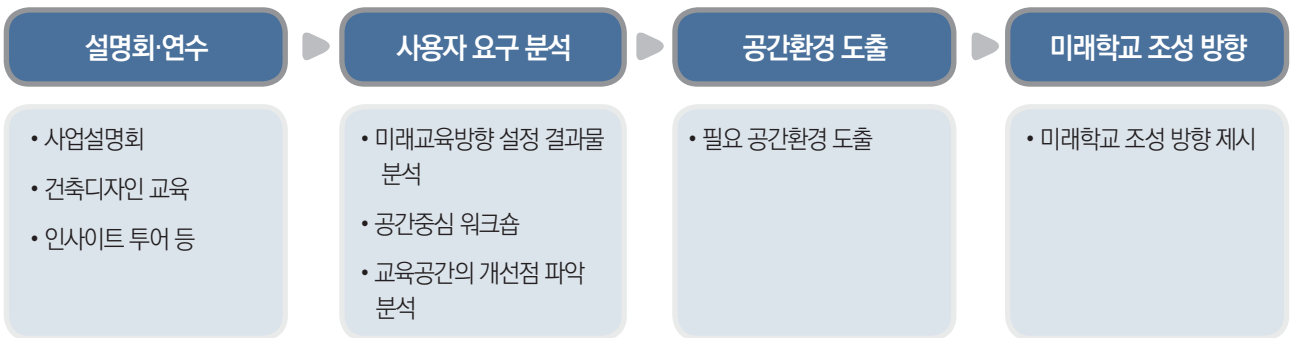 설명회·연수
사용자 요구 분석
공간환경 도출
미래학교 조성 방향
• 사업설명회
• 건축디자인 교육
• 인사이트 투어 등
• 미래교육방향 설정 결과물
분석
• 공간중심 워크숍
• 교육공간의 개선점 파악
분석
• 필요 공간환경 도출
• 미래학교 조성 방향 제시